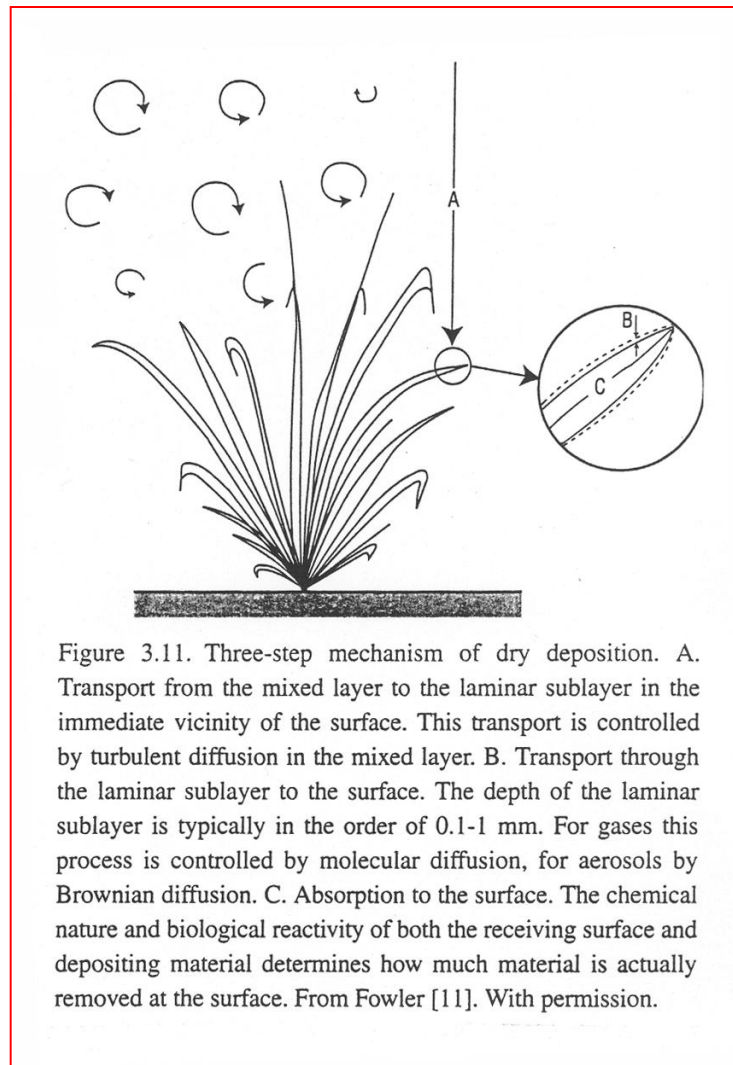 A
B
C
Figure 3.11. Three-step mechanism of dry deposition. A.
Transport from the mixed layer to the laminar sublayer in the
immediate vicinity of the surface. This transport is controlled
by turbulent diffusion in the mixed layer. B. Transport through
the laminar sublayer to the surface. The depth of the laminar
sublayer is typically in the order of 0.1-1 mm. For gases this
process is controlled by molecular diffusion, for aerosols by
Brownian diffusion. C. Absorption to the surface. The chemical
nature and biological reactivity of both the receiving surface and
depositing material determines how much material is actually
removed at the surface. From Fowler [11]. With permission.